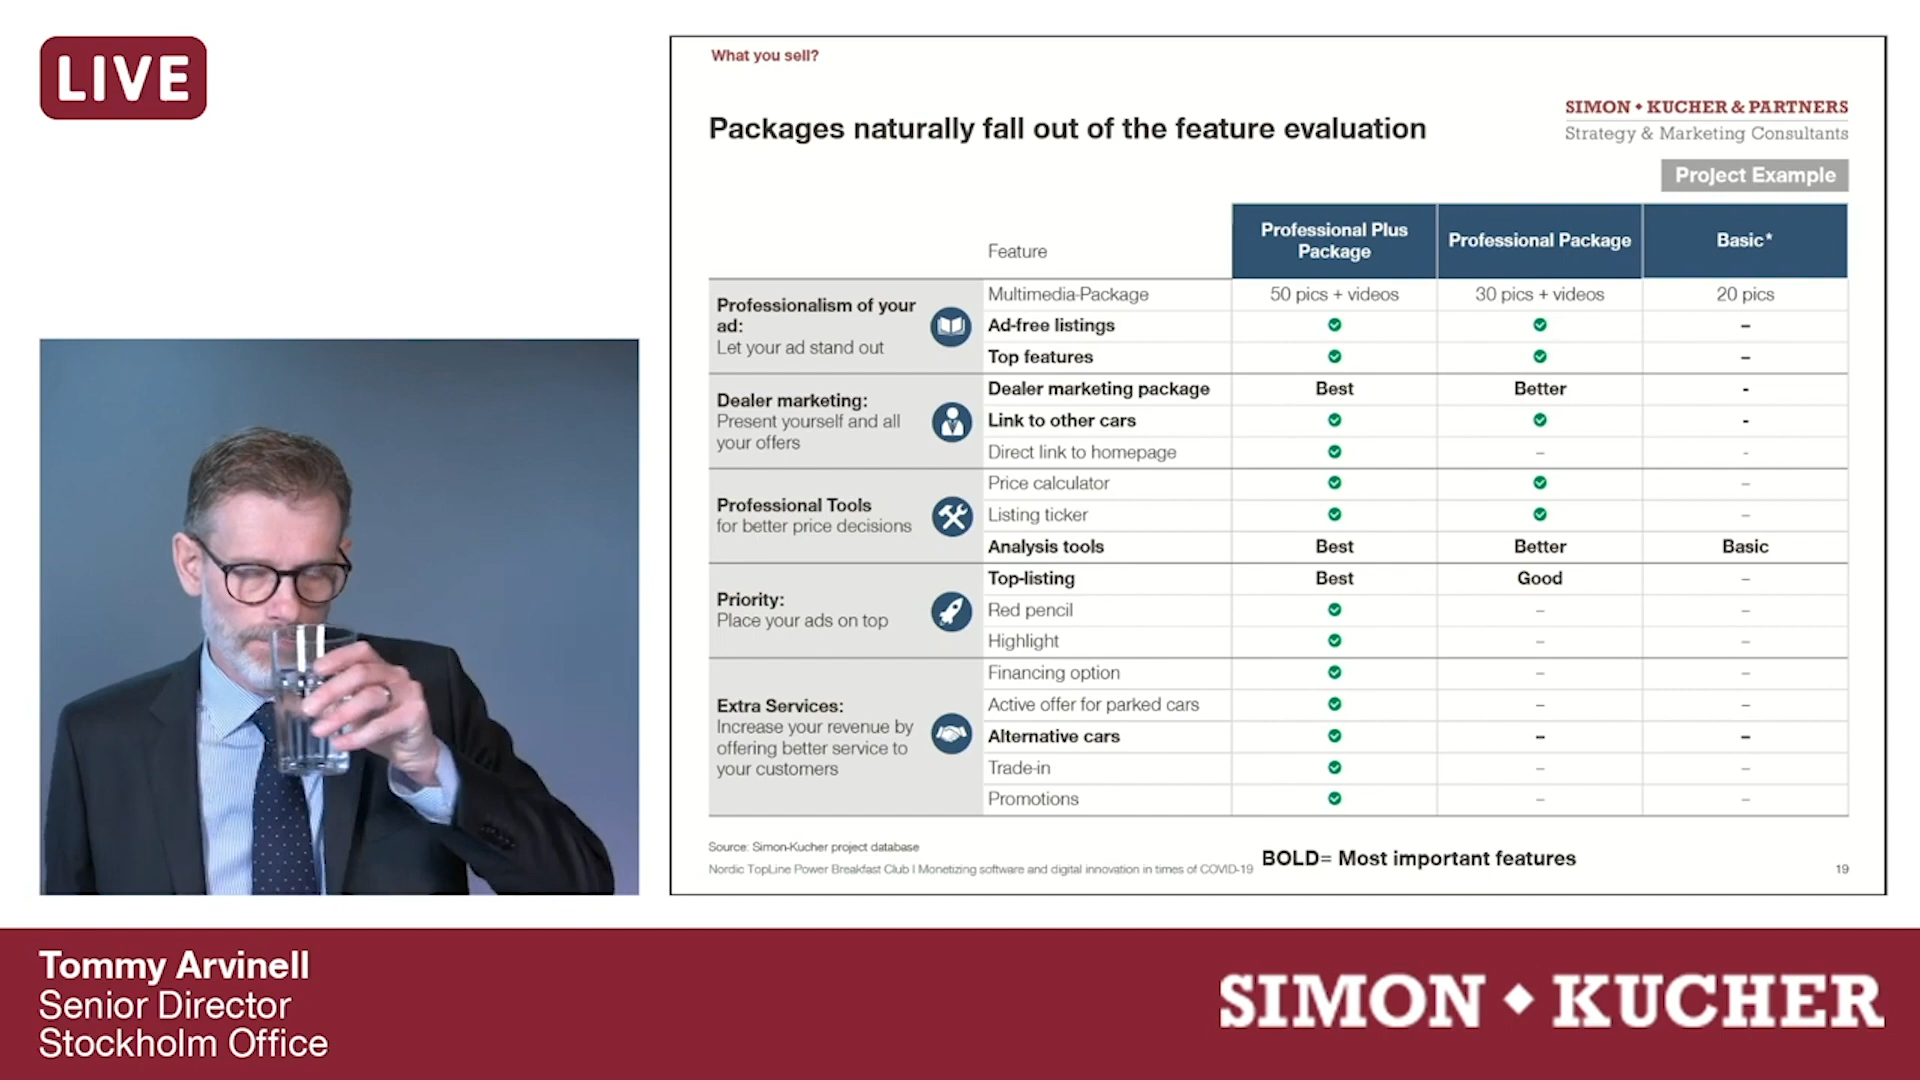 LIVE
What you sell?
SIMON • KUCHER & PARTNERS
Strategy & Marketing Consultants
Packages naturally fall out of the feature evaluation
Project Example
Feature
Professional Plus
Package
Professional Package
Basic*
Professionalism of your
ad:
Let your ad stand out
Multimedia-Package 50 pics + videos 30 pics + videos 20 pics
Ad-free listings –
Top features –
Dealer marketing:
Present yourself and all
your offers
Dealer marketing package Best Better -
Link to other cars -
Direct link to homepage – -
Professional Tools
for better price decisions
Price calculator –
Listing ticker –
Analysis tools Best Better Basic
Priority:
Place your ads on top
Top-listing Best Good –
Red pencil – –
Highlight – –
Extra Services:
Increase your revenue by
offering better service to
your customers
Financing option – –
Active offer for parked cars – –
Alternative cars – –
Trade-in – –
Promotions – –
Source: Simon-Kucher project database
Nordic TopLine Power Breakfast Club I Monetizing software and digital innovation in times of COVID-19
BOLD= Most important features
19
Tommy Arvinell
Senior Director
Stockholm Office
SIMON ◆ KUCHER